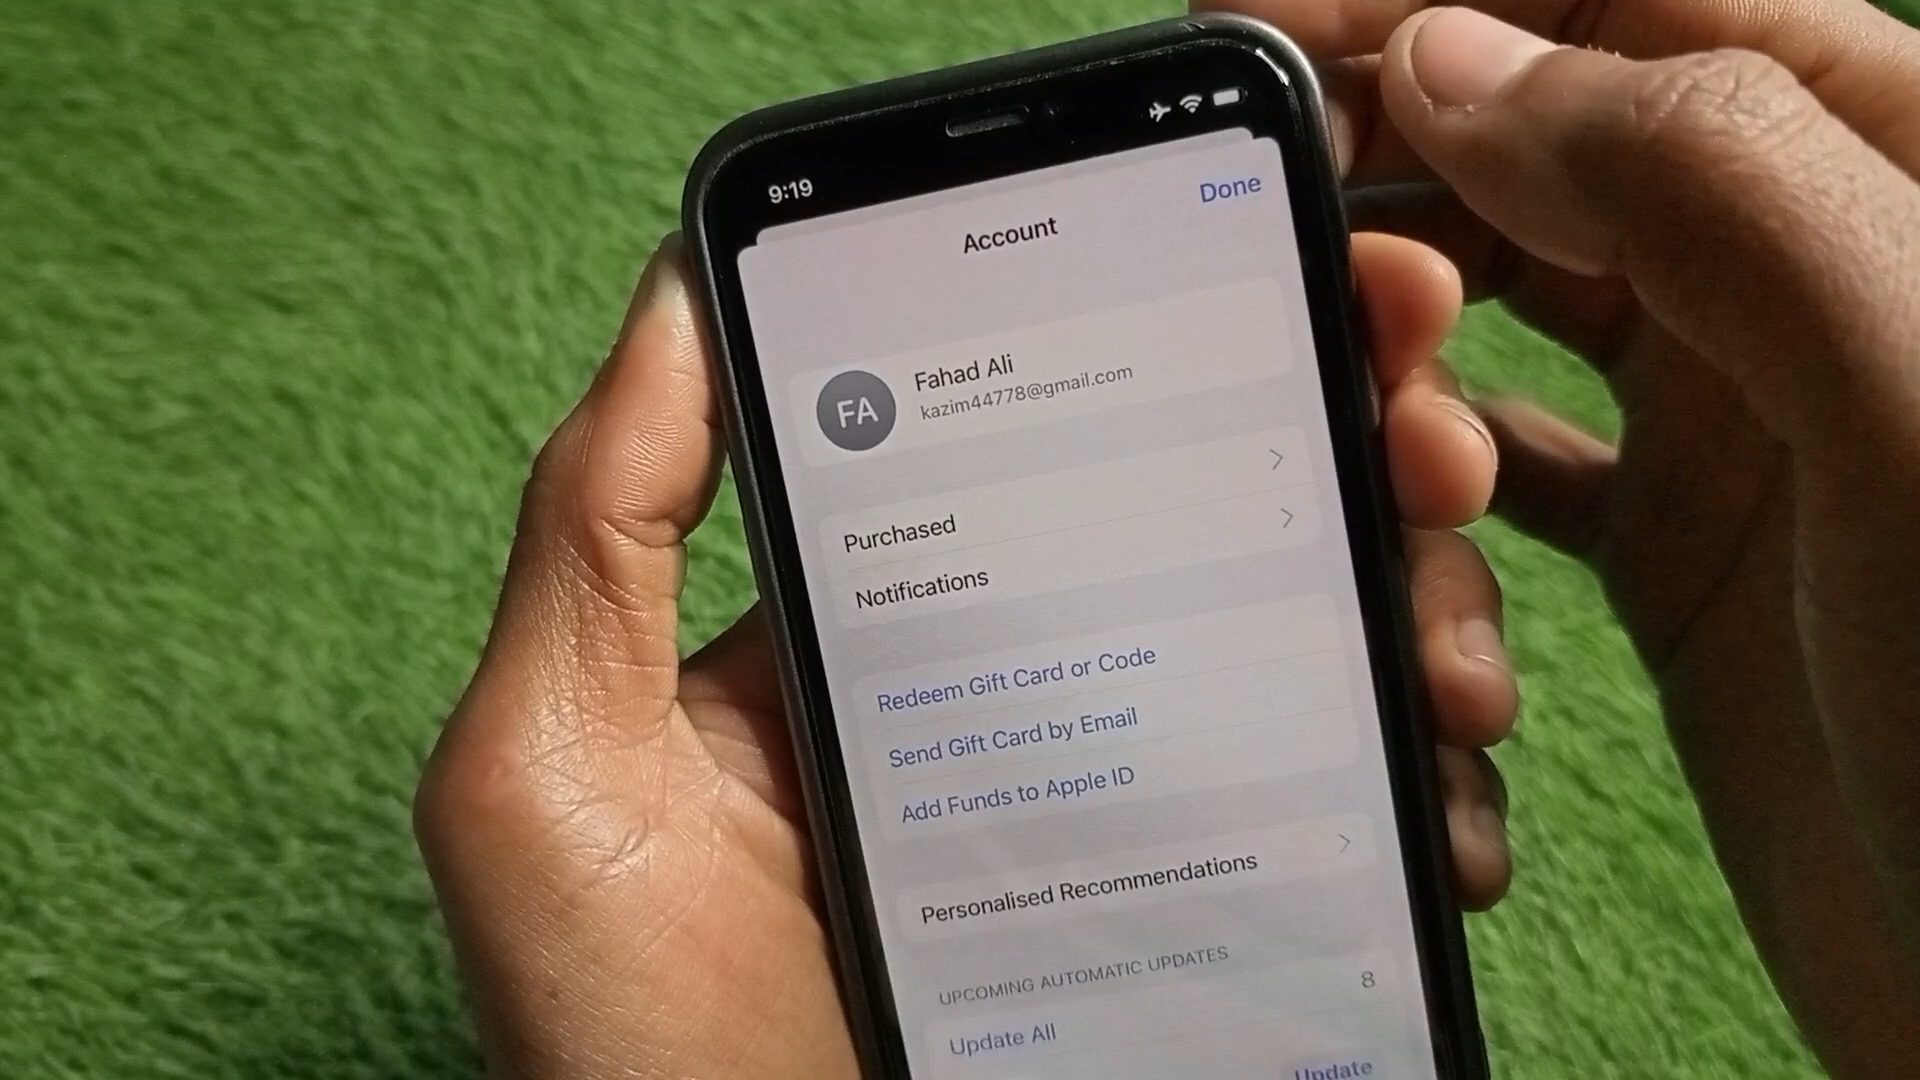 9:19
Done
Account
FA
Fahad Ali
kazim44778@gmail.com
Purchased
Notifications
Redeem Gift Card or Code
Send Gift Card by Email
Add Funds to Apple ID
Personalised Recommendations
UPCOMING AUTOMATIC UPDATES
8
Update All
Update